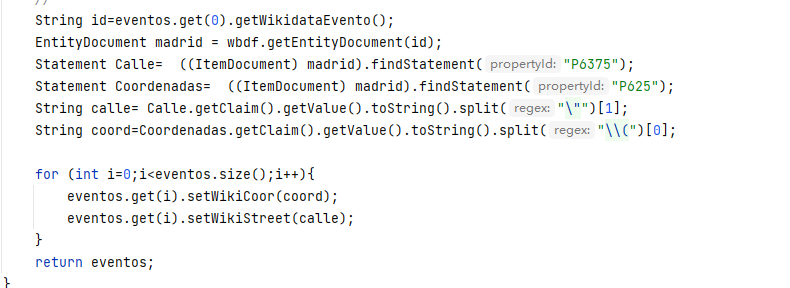 //
String id=eventos.get(0).getWikidataEvento();
EntityDocument madrid = wbdf.getEntityDocument(id);
Statement Calle=  ((ItemDocument) madrid).findStatement( propertyId: "P6375");
Statement Coordenadas=  ((ItemDocument) madrid).findStatement( propertyId: "P625");
String calle= Calle.getClaim().getValue().toString().split( regex: "\"")[1];
String coord=Coordenadas.getClaim().getValue().toString().split( regex: "\\(")[0];
for (int i=0;i<eventos.size();i++){
eventos.get(i).setWikiCoor(coord);
eventos.get(i).setWikiStreet(calle);
}
return eventos;
}